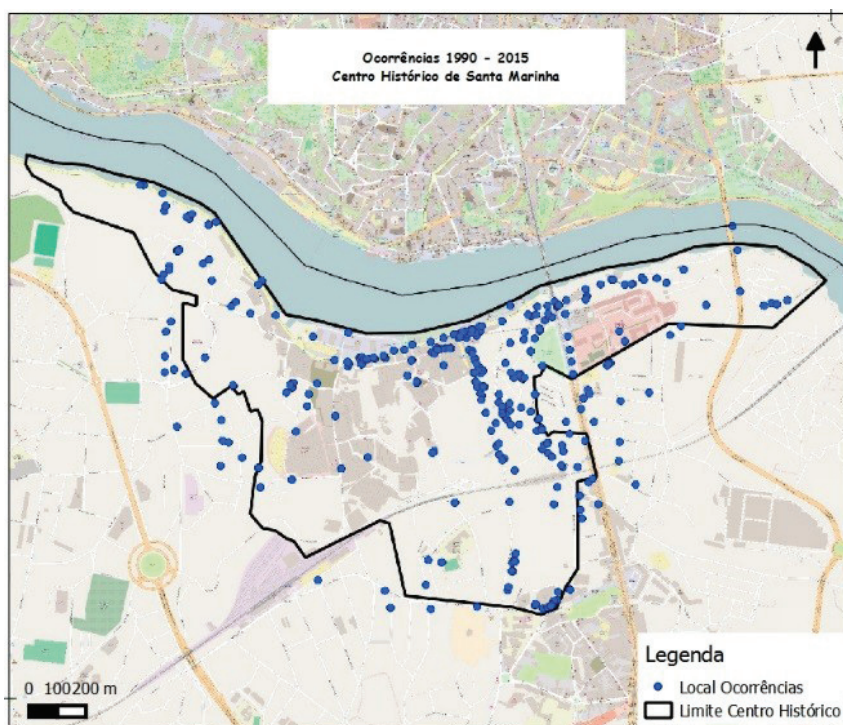 Ocorrências 1990 - 2015
Centro Histórico de Santa Marinha
Legenda
Local Ocorrências
Limite Centro Histórico
0 100200 m